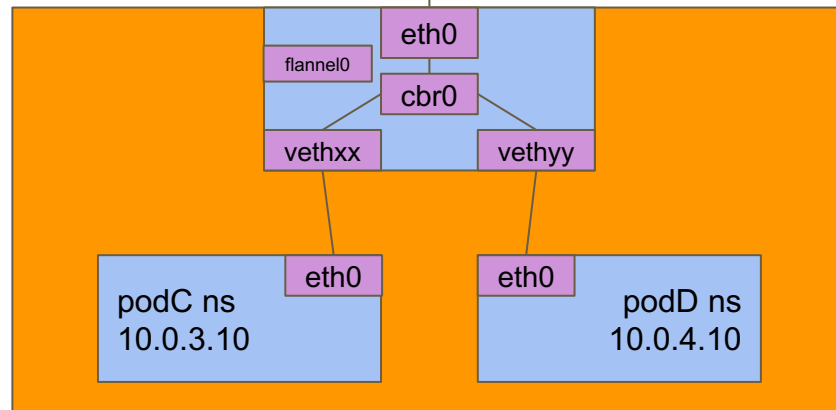 eth0
flannel0
cbr0
vethxx
vethyy
eth0
eth0
podC ns
10.0.3.10
podD ns
10.0.4.10